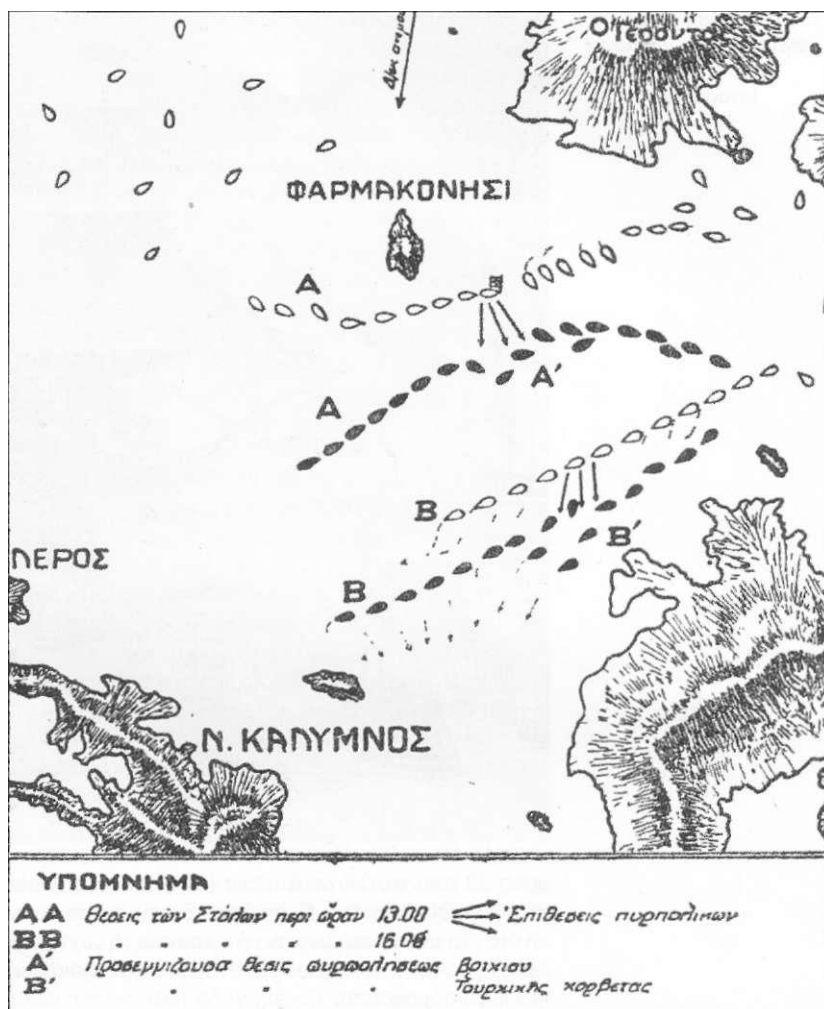 Γέροντας
ΦΑΡΜΑΚΟΝΗΣΙ
Α
Α'
Α
Β
Β'
Β
ΛΕΡΟΣ
Ν. ΚΑΛΥΜΝΟΣ
ΥΠΟΜΝΗΜΑ
Α Α Θέσεις τῶν Στόλων περί ὥραν 13.00 Ἐπιθέσεις πυρπολικῶν
ΒΒ " " " " 16.00
Α' Προσεγγίζουσα θέσις πυρπολήσεως βρικίου
Β' " " " Τουρκικῆς κορβέτας